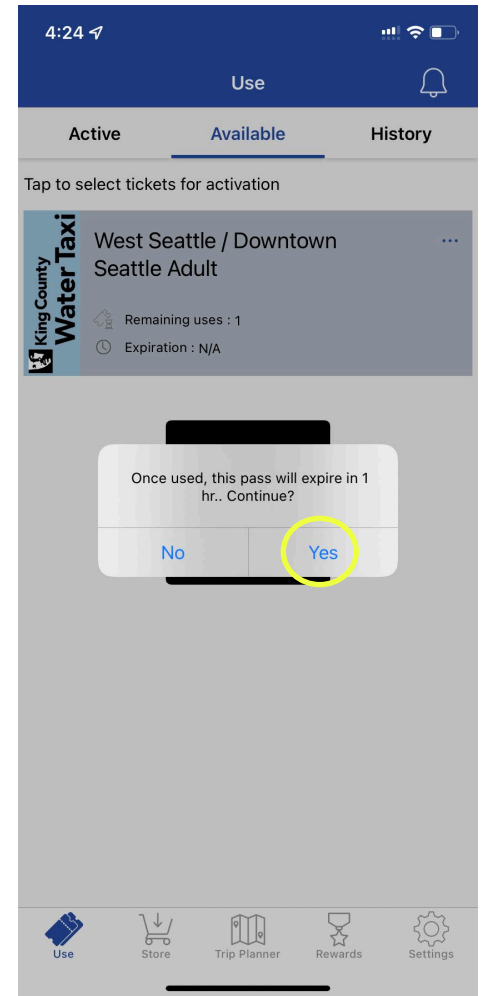 4:24
Use
Active Available History
Tap to select tickets for activation
King County
Water Taxi
West Seattle / Downtown
Seattle Adult
...
Remaining uses : 1
Expiration : N/A
Once used, this pass will expire in 1
hr.. Continue?
No Yes
Use Store Trip Planner Rewards Settings